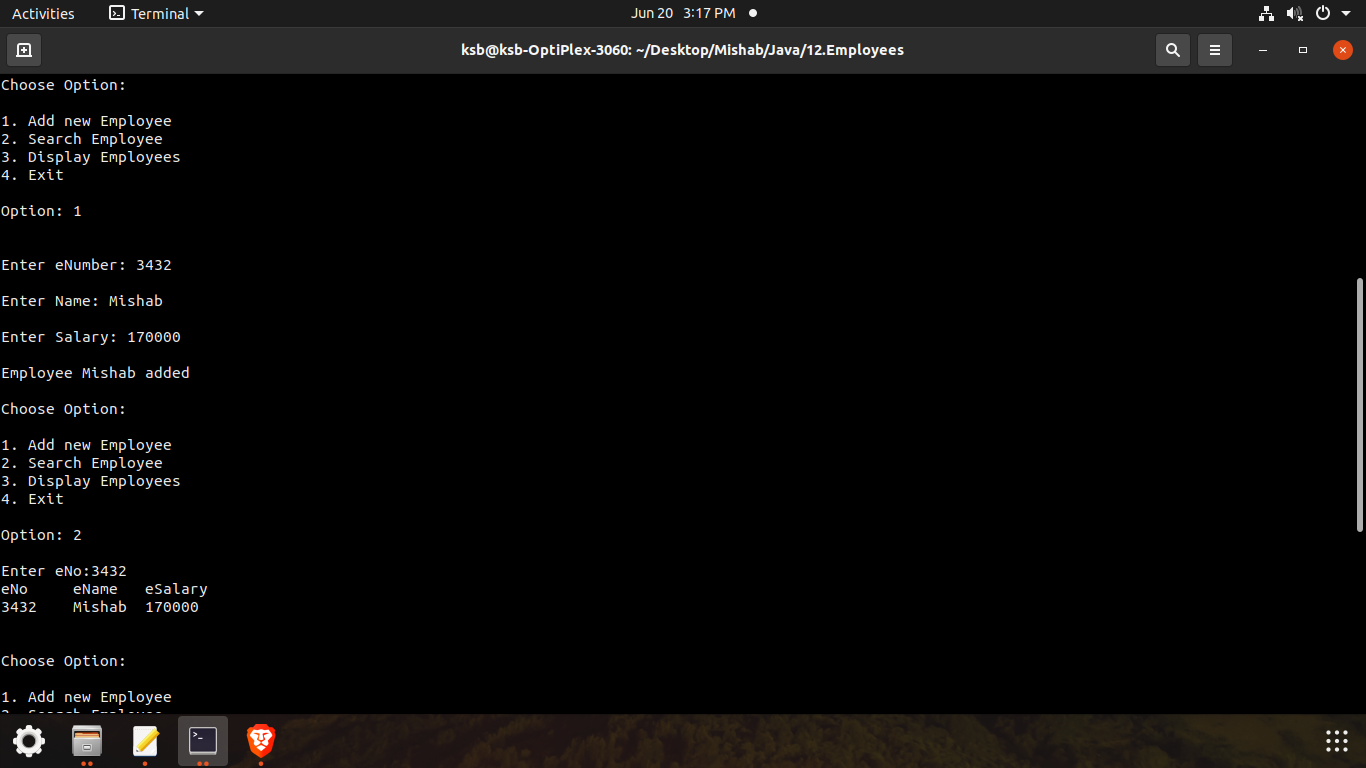 Activities Terminal Jun 20 3:17 PM
ksb@ksb-OptiPlex-3060: ~/Desktop/Mishab/Java/12.Employees
Choose Option:
1. Add new Employee
2. Search Employee
3. Display Employees
4. Exit
Option: 1
Enter eNumber: 3432
Enter Name: Mishab
Enter Salary: 170000
Employee Mishab added
Choose Option:
1. Add new Employee
2. Search Employee
3. Display Employees
4. Exit
Option: 2
Enter eNo:3432
eNo eName eSalary
3432 Mishab 170000
Choose Option:
1. Add new Employee
2. Search Employee